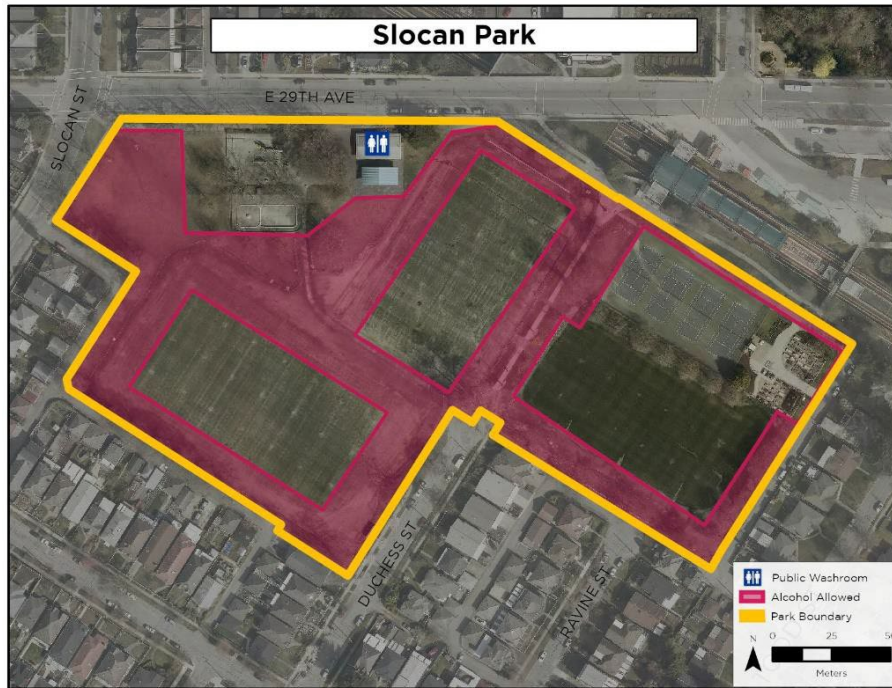 Slocan Park
E 29TH AVE
SLOCAN ST
DUCHESS ST
RAVINE ST
Public Washroom
Alcohol Allowed
Park Boundary
N
0 25 50
Meters